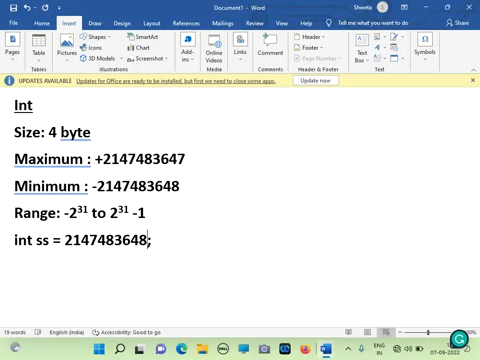 Document1 - Word
Shweta
File Home Insert Draw Design Layout References Mailings Review View Help Tell me what you want to do
Share
Pages
Table
Tables
Pictures
Shapes
Icons
3D Models
SmartArt
Chart
Screenshot
Illustrations
Add-ins
Online Videos
Media
Links
Comment
Comments
Header
Footer
Page Number
Header & Footer
Text Box
Text
Symbols
UPDATES AVAILABLE Updates for Office are ready to be installed, but first we need to close some apps. Update now
Int
Size: 4 byte
Maximum : +2147483647
Minimum : -2147483648
Range: -2³¹ to 2³¹ -1
int ss = 2147483648;
19 words English (India) Accessibility: Good to go
DELL
ENG
IN
07-09-2022